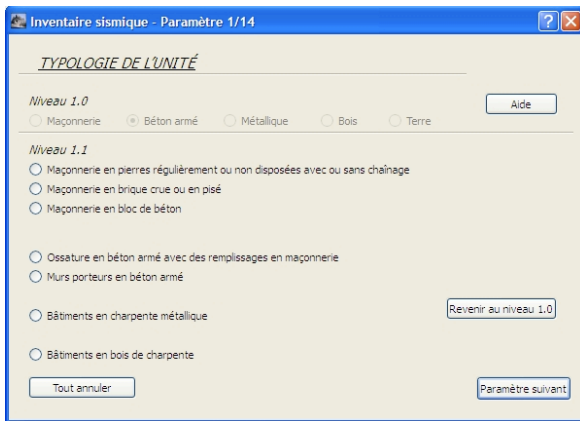 Inventaire sismique - Paramètre 1/14
TYPOLOGIE DE L'UNITÉ
Niveau 1.0
Aide
Maçonnerie Béton armé Métallique Bois Terre
Niveau 1.1
Maçonnerie en pierres régulièrement ou non disposées avec ou sans chaînage
Maçonnerie en brique crue ou en pisé
Maçonnerie en bloc de béton
Ossature en béton armé avec des remplissages en maçonnerie
Murs porteurs en béton armé
Revenir au niveau 1.0
Bâtiments en charpente métallique
Bâtiments en bois de charpente
Tout annuler
Paramètre suivant